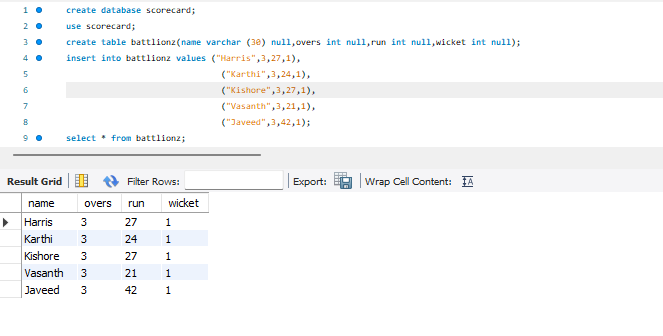 1 create database scorecard;
2 use scorecard;
3 create table battlionz(name varchar (30) null,overs int null,run int null,wicket int null);
4 insert into battlionz values ("Harris",3,27,1),
5 ("Karthi",3,24,1),
6 ("Kishore",3,27,1),
7 ("Vasanth",3,21,1),
8 ("Javeed",3,42,1);
9 select * from battlionz;
Result Grid Filter Rows: Export: Wrap Cell Content: IA
name overs run wicket
Harris 3 27 1
Karthi 3 24 1
Kishore 3 27 1
Vasanth 3 21 1
Javeed 3 42 1